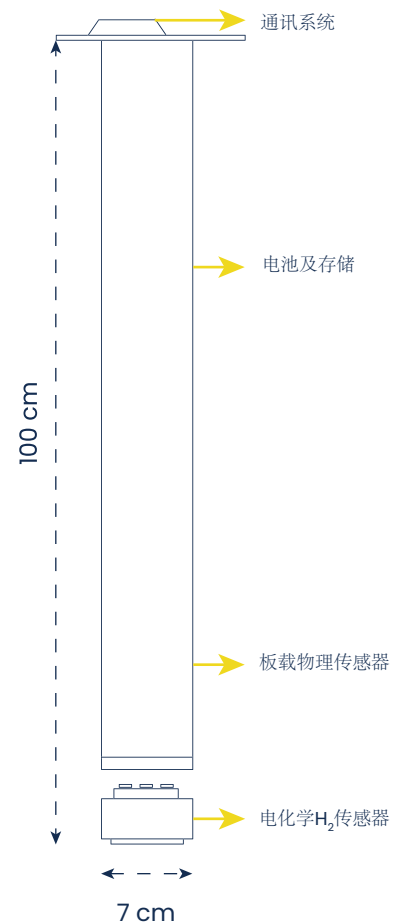 通讯系统
电池及存储
100 cm
板载物理传感器
电化学H₂传感器
7 cm